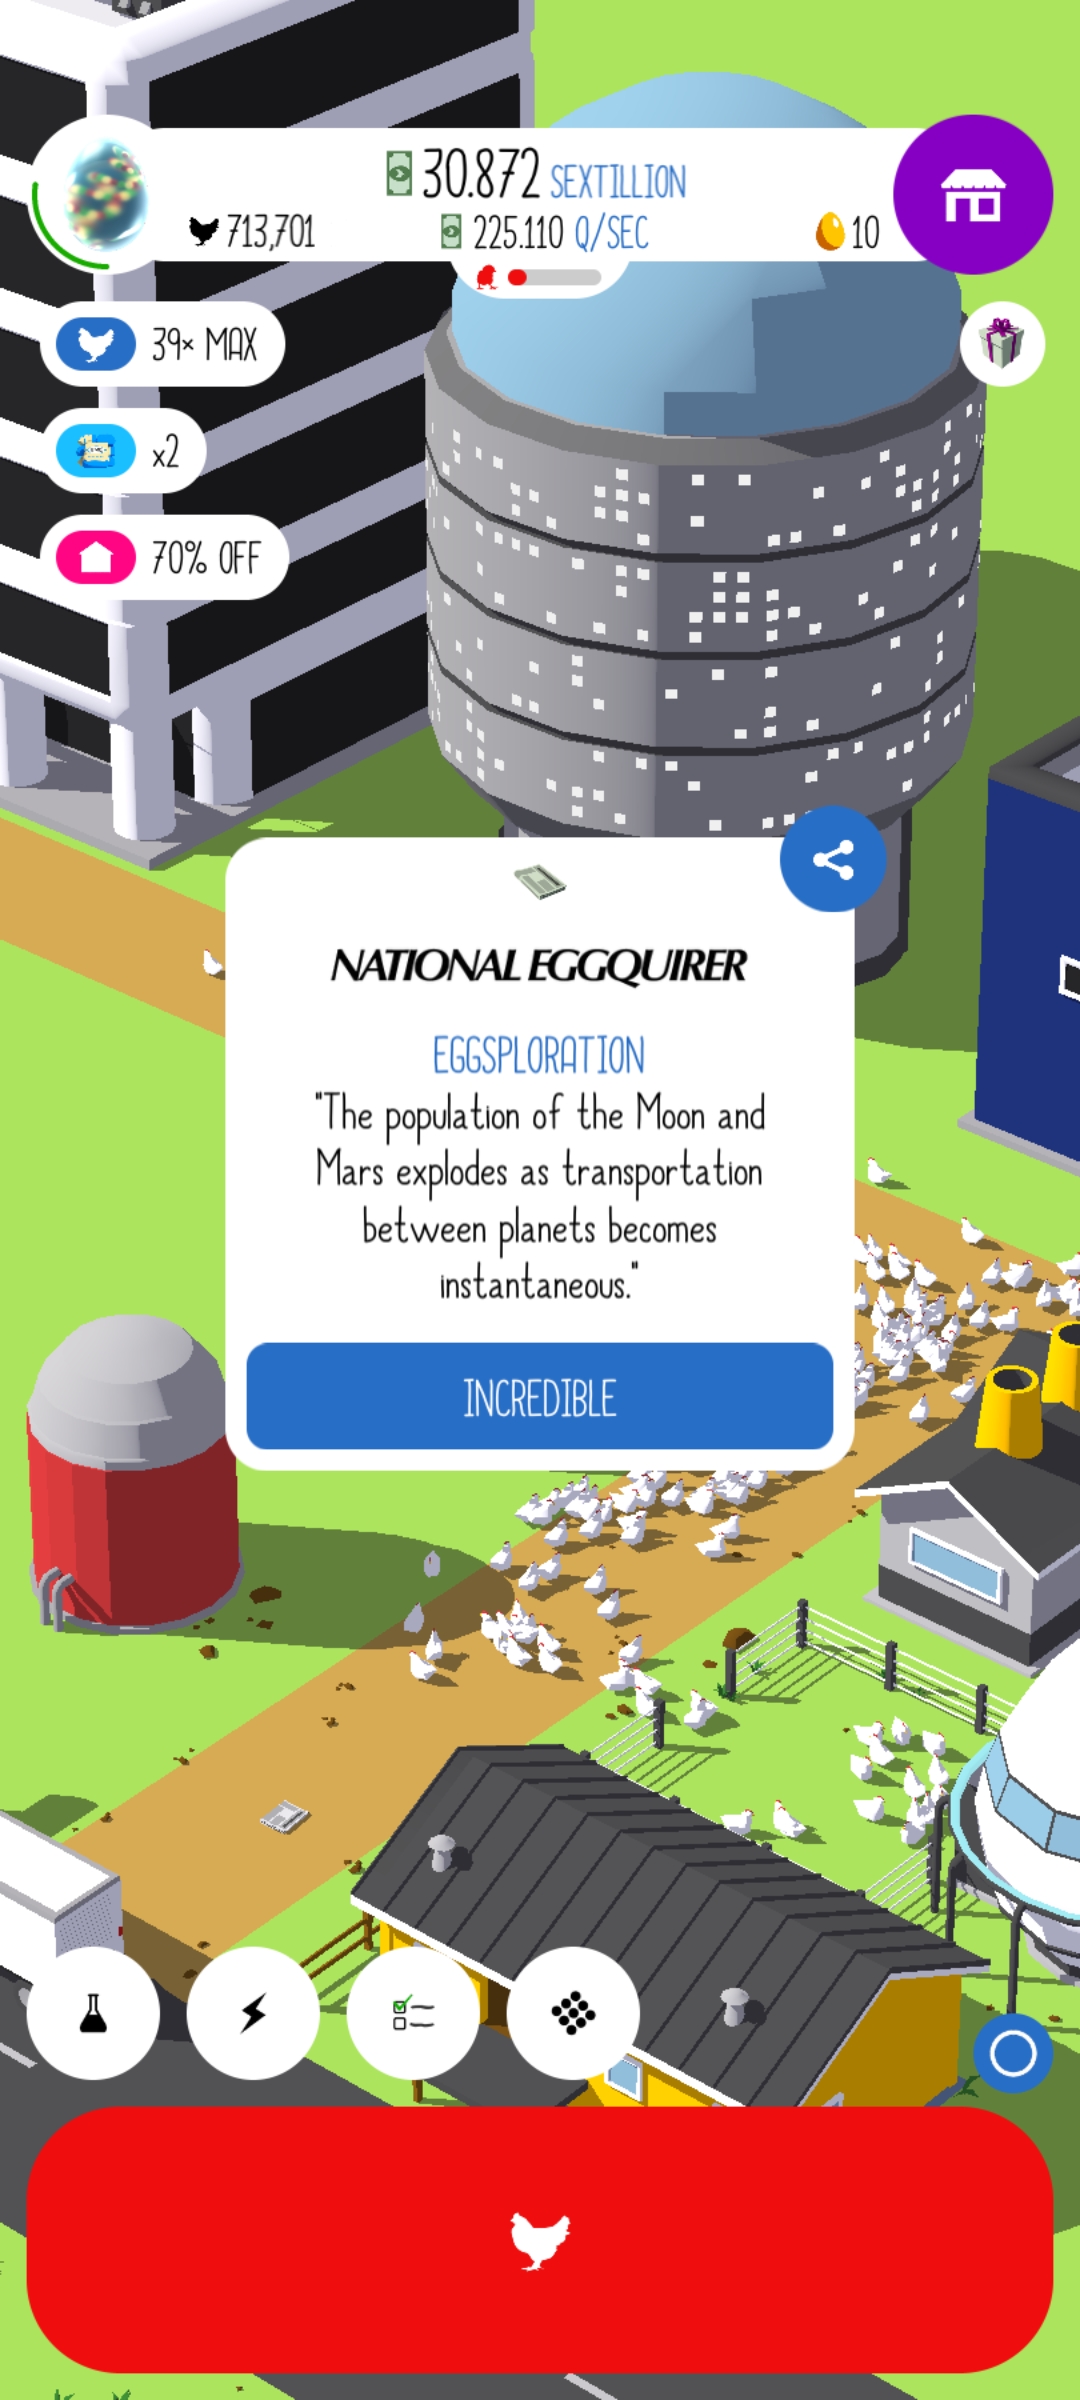 30.872 SEXTILLION
713,701
225.110 Q/SEC
10
39× MAX
x2
70% OFF
NATIONAL EGGQUIRER
EGGSPLORATION
"The population of the Moon and
Mars explodes as transportation
between planets becomes
instantaneous."
INCREDIBLE